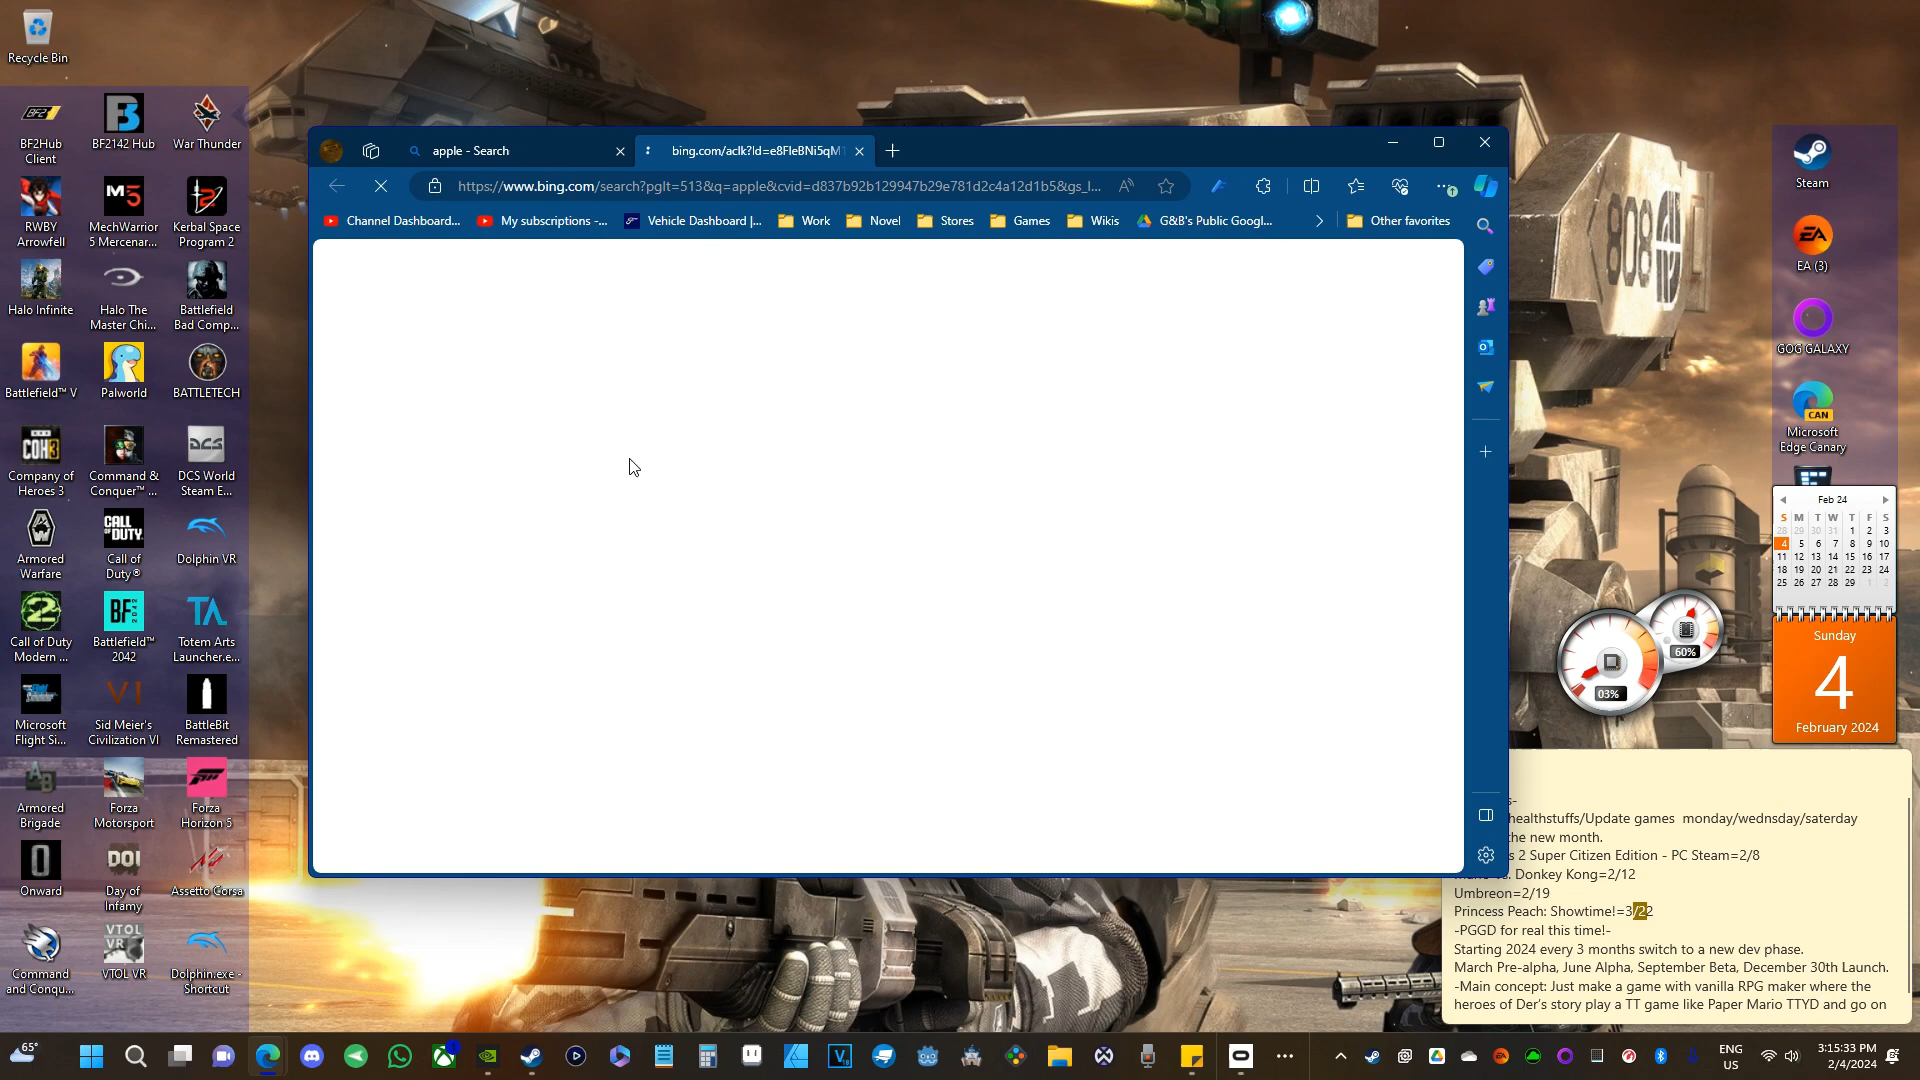 Recycle Bin
BF2Hub
Client
BF2142 Hub
War Thunder
RWBY
Arrowfell
MechWarrior
5 Mercenar...
Kerbal Space
Program 2
Halo Infinite
Halo The
Master Chi...
Battlefield
Bad Comp...
Battlefield™ V
Palworld
BATTLETECH
Company of
Heroes 3
Command &
Conquer™ ...
DCS World
Steam E...
Armored
Warfare
Call of
Duty®
Dolphin VR
Call of Duty
Modern ...
Battlefield™
2042
Totem Arts
Launcher.e...
Microsoft
Flight Si...
Sid Meier's
Civilization VI
BattleBit
Remastered
Armored
Brigade
Forza
Motorsport
Forza
Horizon 5
Onward
Day of
Infamy
Assetto Corsa
Command
and Conqu...
VTOL VR
Dolphin.exe -
Shortcut
apple - Search
bing.com/aclk?ld=e8FleBNi5qM1
https://www.bing.com/search?pglt=513&q=apple&cvid=d837b92b129947b29e781d2c4a12d1b5&gs_l...
Channel Dashboard...
My subscriptions -...
Vehicle Dashboard |...
Work
Novel
Stores
Games
Wikis
G&B's Public Googl...
Other favorites
808
Steam
EA (3)
GOG GALAXY
CAN
Microsoft
Edge Canary
Feb 24
S M T W T F S
28 29 30 31 1 2 3
4 5 6 7 8 9 10
11 12 13 14 15 16 17
18 19 20 21 22 23 24
25 26 27 28 29 1 2
60%
03%
Sunday
4
February 2024
s-
healthstuffs/Update games monday/wednsday/saterday
the new month.
s 2 Super Citizen Edition - PC Steam=2/8
Mario vs. Donkey Kong=2/12
Umbreon=2/19
Princess Peach: Showtime!=3/22
-PGGD for real this time!-
Starting 2024 every 3 months switch to a new dev phase.
March Pre-alpha, June Alpha, September Beta, December 30th Launch.
-Main concept: Just make a game with vanilla RPG maker where the
heroes of Der's story play a TT game like Paper Mario TTYD and go on
65°
ENG
US
3:15:33 PM
2/4/2024